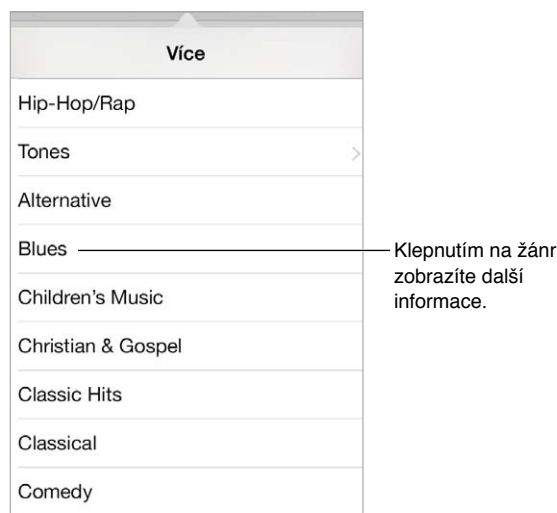 Více
Hip-Hop/Rap
Tones
Alternative
Blues
Klepnutím na žánr
zobrazíte další
informace.
Children's Music
Christian & Gospel
Classic Hits
Classical
Comedy